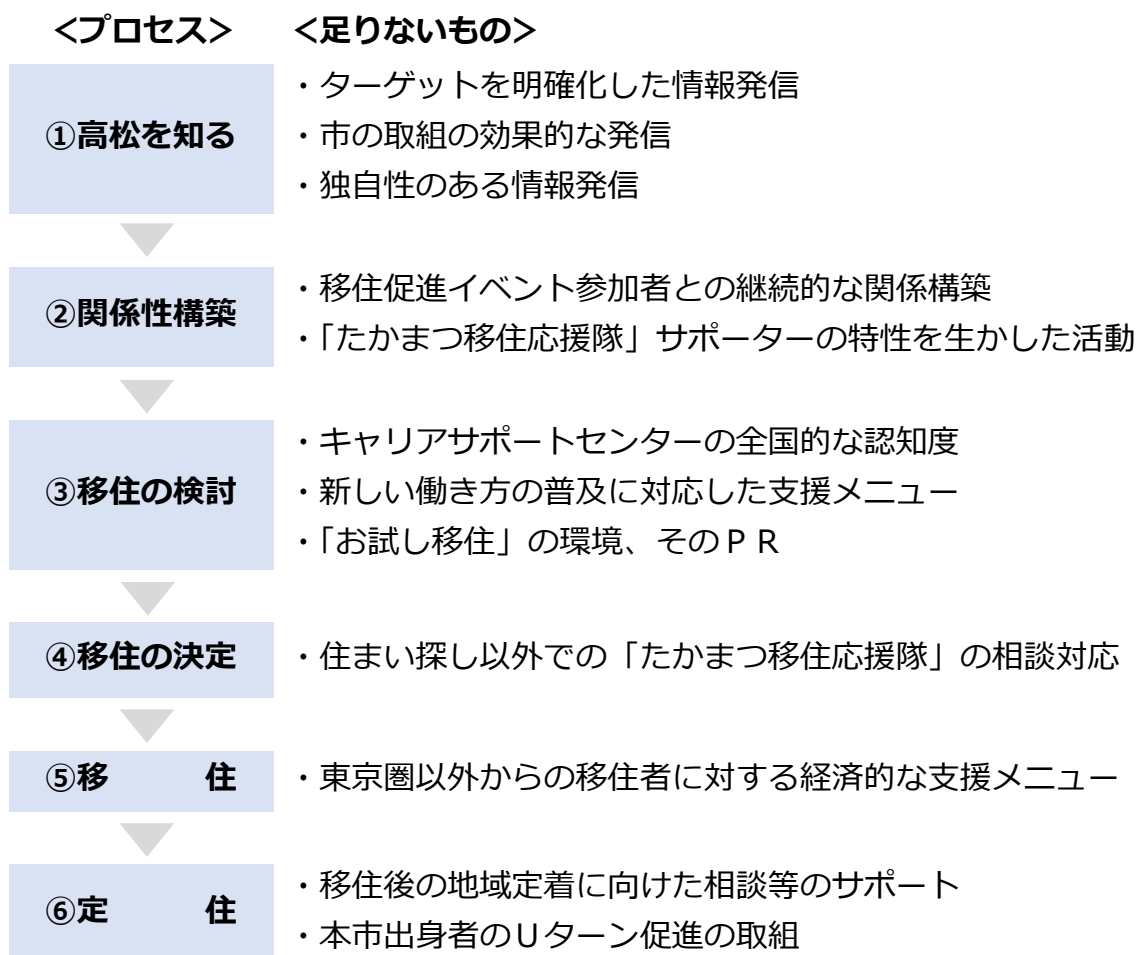 ＜プロセス＞ ＜足りないもの＞
①高松を知る
・ターゲットを明確化した情報発信
・市の取組の効果的な発信
・独自性のある情報発信
②関係性構築
・移住促進イベント参加者との継続的な関係構築
・「たかまつ移住応援隊」サポーターの特性を生かした活動
③移住の検討
・キャリアサポートセンターの全国的な認知度
・新しい働き方の普及に対応した支援メニュー
・「お試し移住」の環境、そのＰＲ
④移住の決定
・住まい探し以外での「たかまつ移住応援隊」の相談対応
⑤移　　住
・東京圏以外からの移住者に対する経済的な支援メニュー
⑥定　　住
・移住後の地域定着に向けた相談等のサポート
・本市出身者のＵターン促進の取組